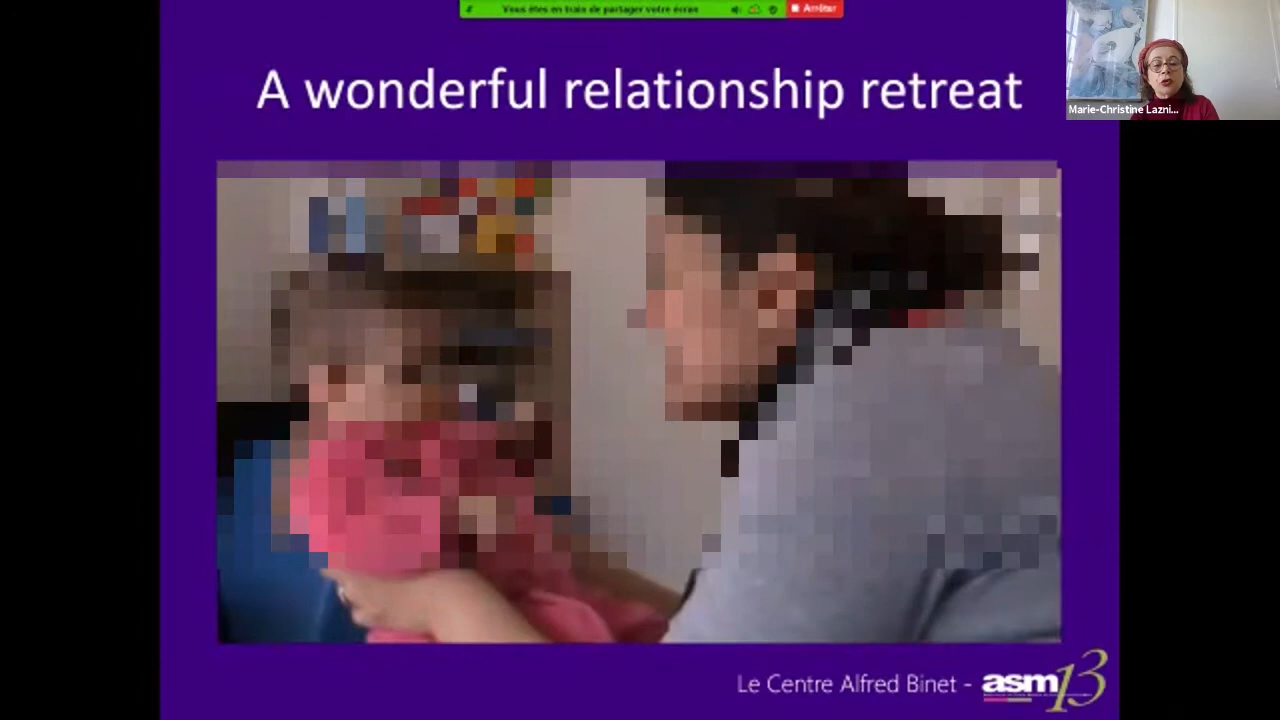 Vous êtes en train de partager votre écran
Arrêter
A wonderful relationship retreat
Marie-Christine Lazni...
Le Centre Alfred Binet - asm13